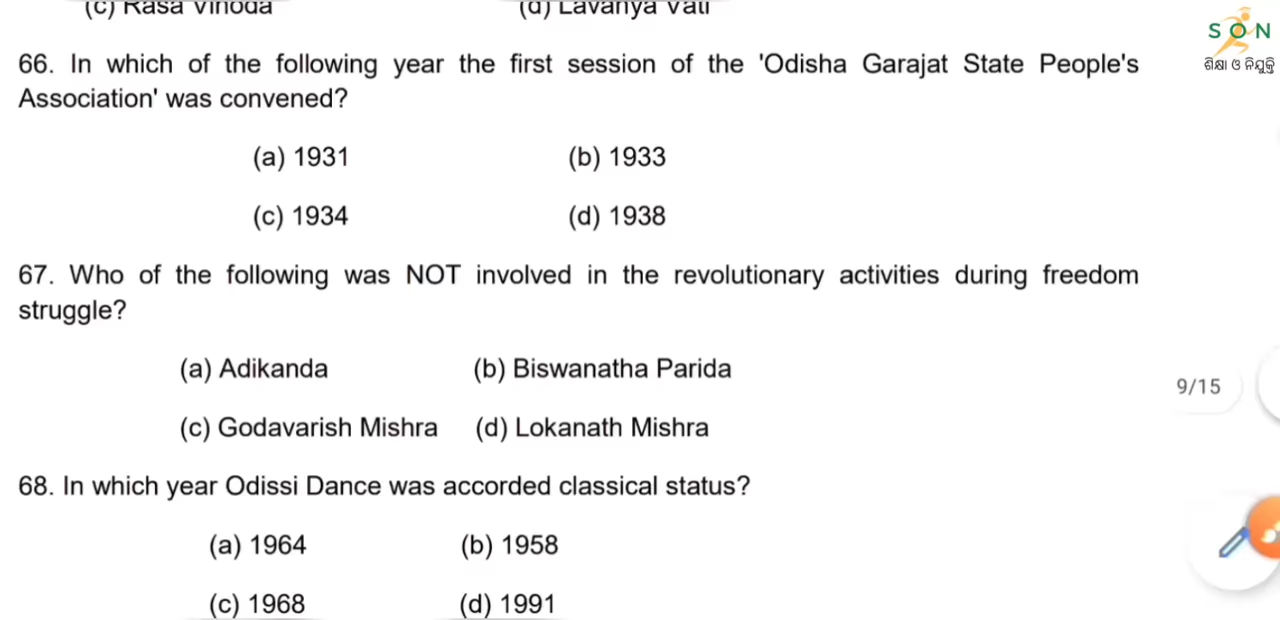 (c) Rasa Vinoda (d) Lavanya Vati
S O N
ଶିକ୍ଷା ଓ ନିଯୁକ୍ତି
66. In which of the following year the first session of the 'Odisha Garajat State People's
Association' was convened?
(a) 1931 (b) 1933
(c) 1934 (d) 1938
67. Who of the following was NOT involved in the revolutionary activities during freedom
struggle?
(a) Adikanda (b) Biswanatha Parida
9/15
(c) Godavarish Mishra (d) Lokanath Mishra
68. In which year Odissi Dance was accorded classical status?
(a) 1964 (b) 1958
(c) 1968 (d) 1991